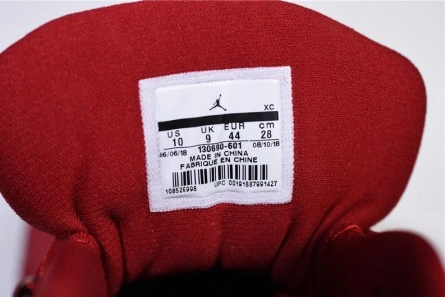 XC
US UK EUR cm
10 9 44 28
06/06/18 130690-601 08/10/18
MADE IN CHINA
FABRIQUE EN CHINE
108526998 UPC 00191887991427